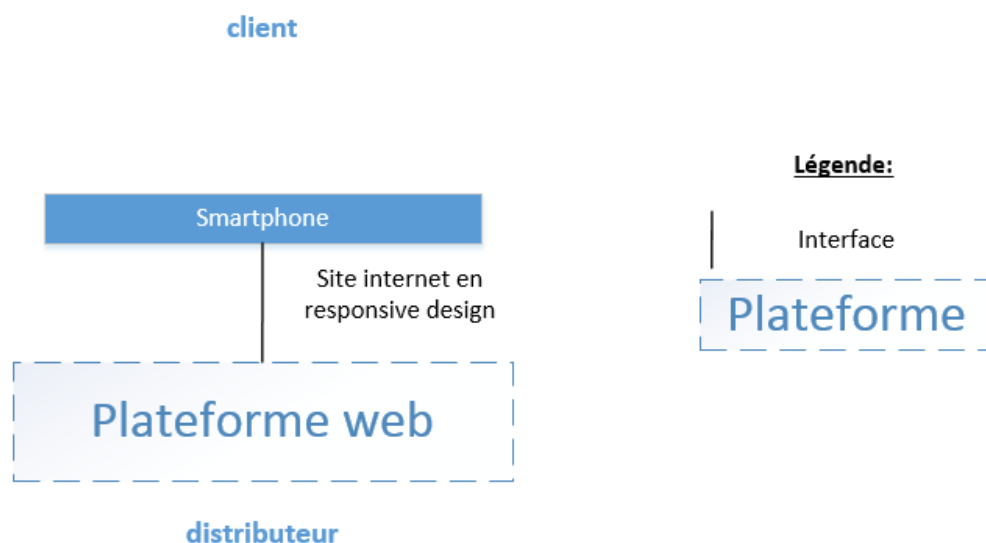 client
Smartphone
Site internet en
responsive design
Plateforme web
distributeur
Légende:
Interface
Plateforme